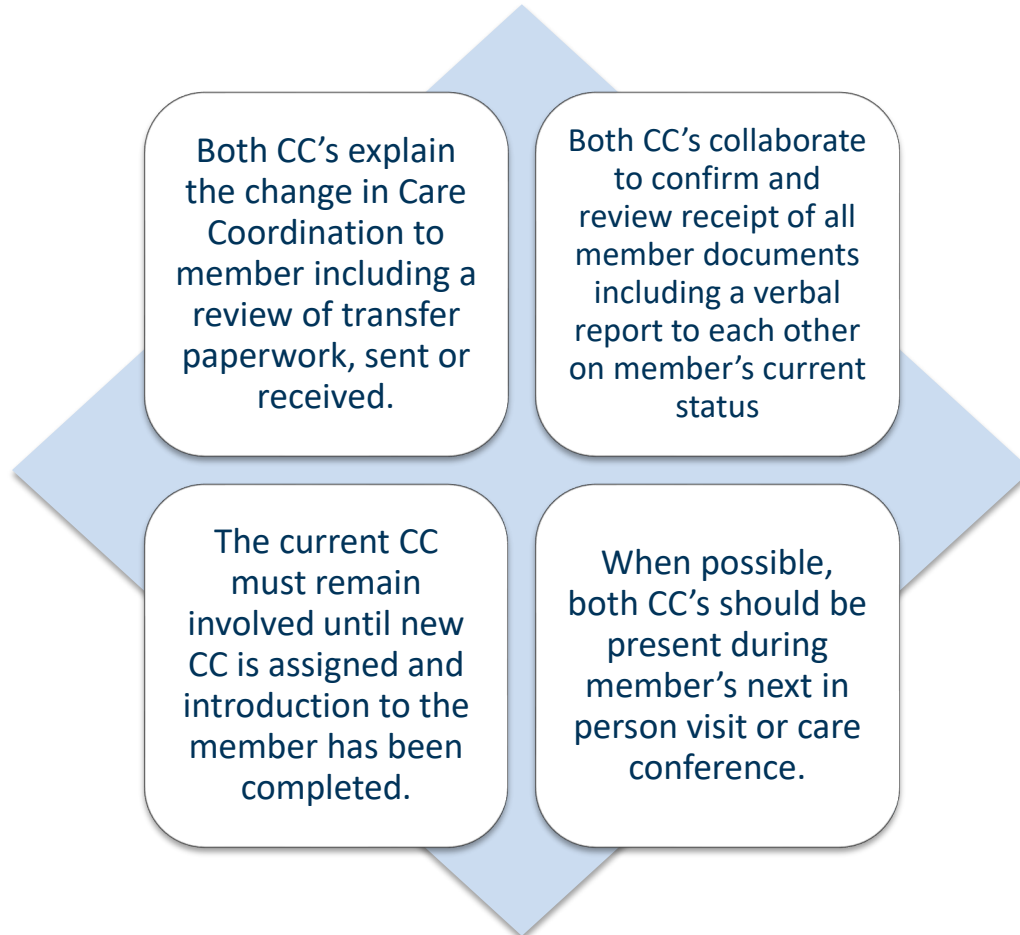 Both CC’s explain
the change in Care
Coordination to
member including a
review of transfer
paperwork, sent or
received.
Both CC’s collaborate
to confirm and
review receipt of all
member documents
including a verbal
report to each other
on member’s current
status
The current CC
must remain
involved until new
CC is assigned and
introduction to the
member has been
completed.
When possible,
both CC’s should be
present during
member’s next in
person visit or care
conference.